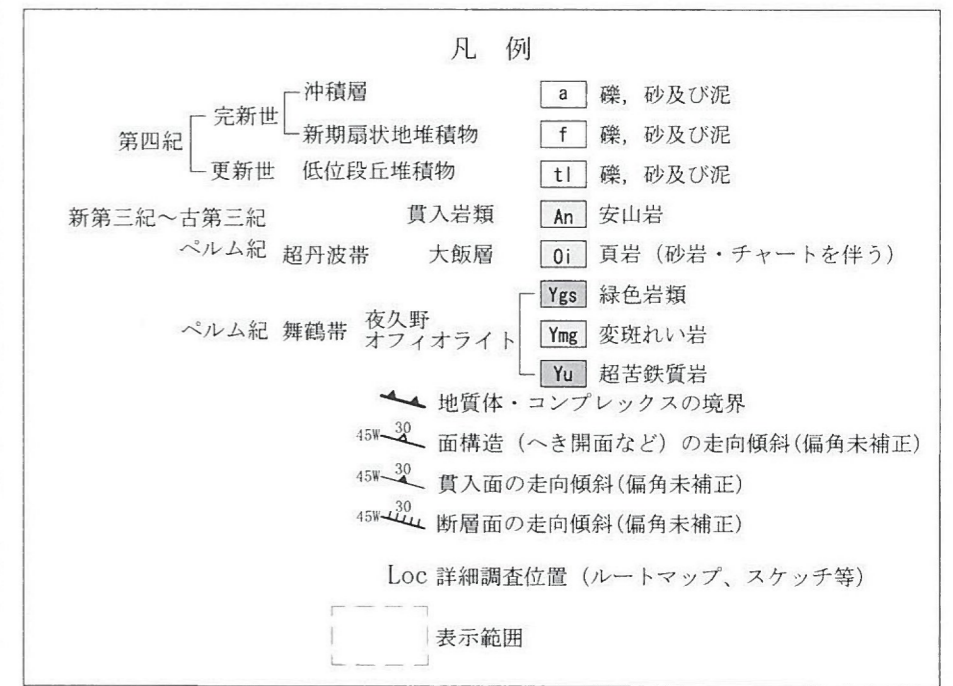 凡 例
第四紀 完新世 沖積層 a 礫, 砂及び泥
新期扇状地堆積物 f 礫, 砂及び泥
更新世 低位段丘堆積物 tl 礫, 砂及び泥
新第三紀～古第三紀 貫入岩類 An 安山岩
ペルム紀 超丹波帯 大飯層 Oi 頁岩（砂岩・チャートを伴う）
ペルム紀 舞鶴帯 夜久野
オフィオライト
Ygs 緑色岩類
Ymg 変斑れい岩
Yu 超苦鉄質岩
地質体・コンプレックスの境界
45W 30 面構造（へき開面など）の走向傾斜(偏角未補正)
45W 30 貫入面の走向傾斜(偏角未補正)
45W 30 断層面の走向傾斜(偏角未補正)
Loc 詳細調査位置（ルートマップ、スケッチ等）
表示範囲